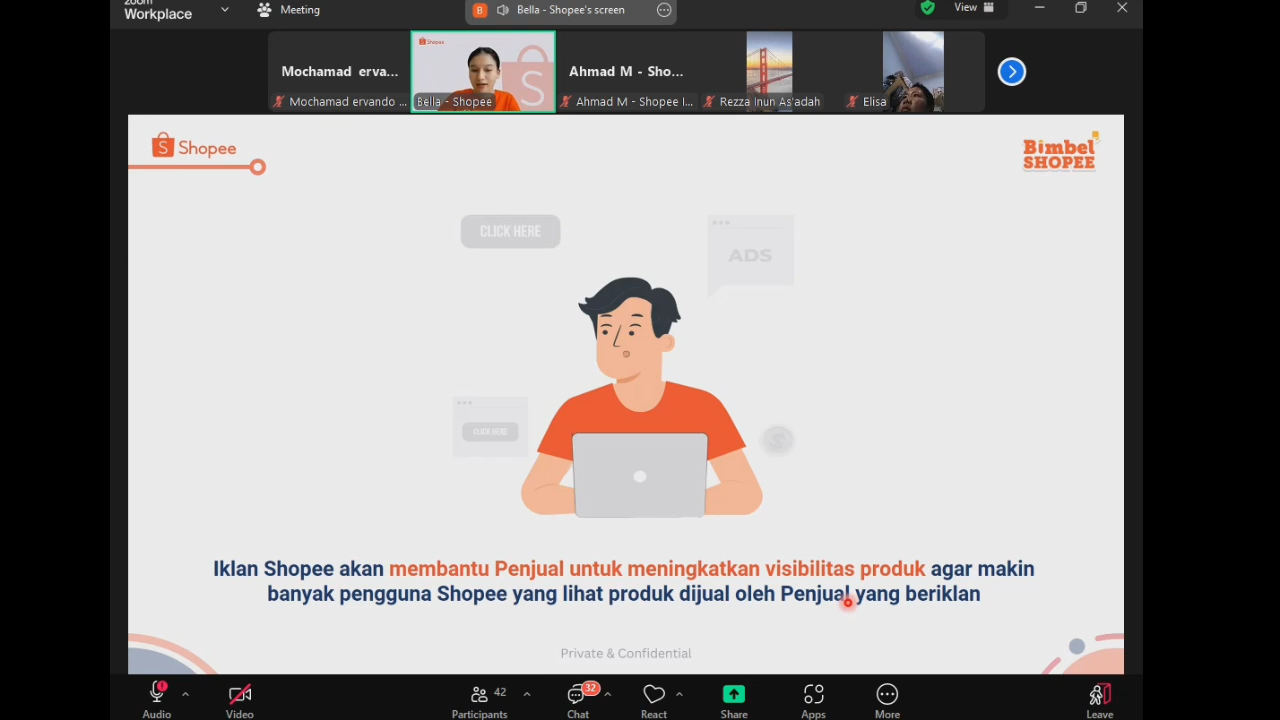 zoom
Workplace
Meeting
Bella - Shopee's screen
View
Mochamad erva...
Mochamad ervando ...
Shopee
Bella - Shopee
Ahmad M - Sho...
Ahmad M - Shopee I...
Rezza Inun As'adah
Elisa
Shopee
Bimbel
SHOPEE
CLICK HERE
ADS
CLICK HERE
Iklan Shopee akan membantu Penjual untuk meningkatkan visibilitas produk agar makin
banyak pengguna Shopee yang lihat produk dijual oleh Penjual yang beriklan
Private & Confidential
Audio
Video
42
Participants
32
Chat
React
Share
Apps
More
Leave